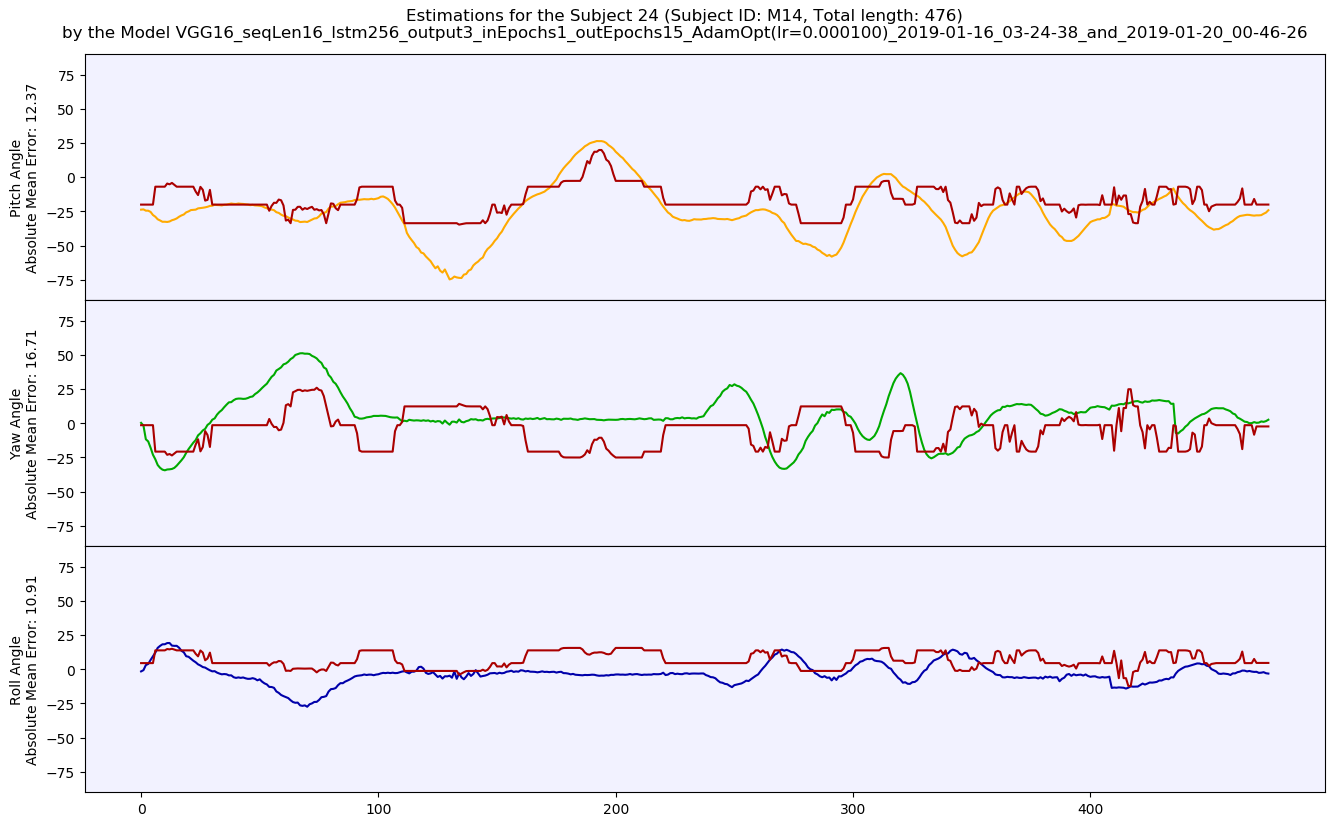 Estimations for the Subject 24 (Subject ID: M14, Total length: 476)
by the Model VGG16_seqLen16_lstm256_output3_inEpochs1_outEpochs15_AdamOpt(lr=0.000100)_2019-01-16_03-24-38_and_2019-01-20_00-46-26
Pitch Angle
Absolute Mean Error: 12.37
75
50
25
0
−25
−50
−75
Yaw Angle
Absolute Mean Error: 16.71
75
50
25
0
−25
−50
−75
Roll Angle
Absolute Mean Error: 10.91
75
50
25
0
−25
−50
−75
0 100 200 300 400